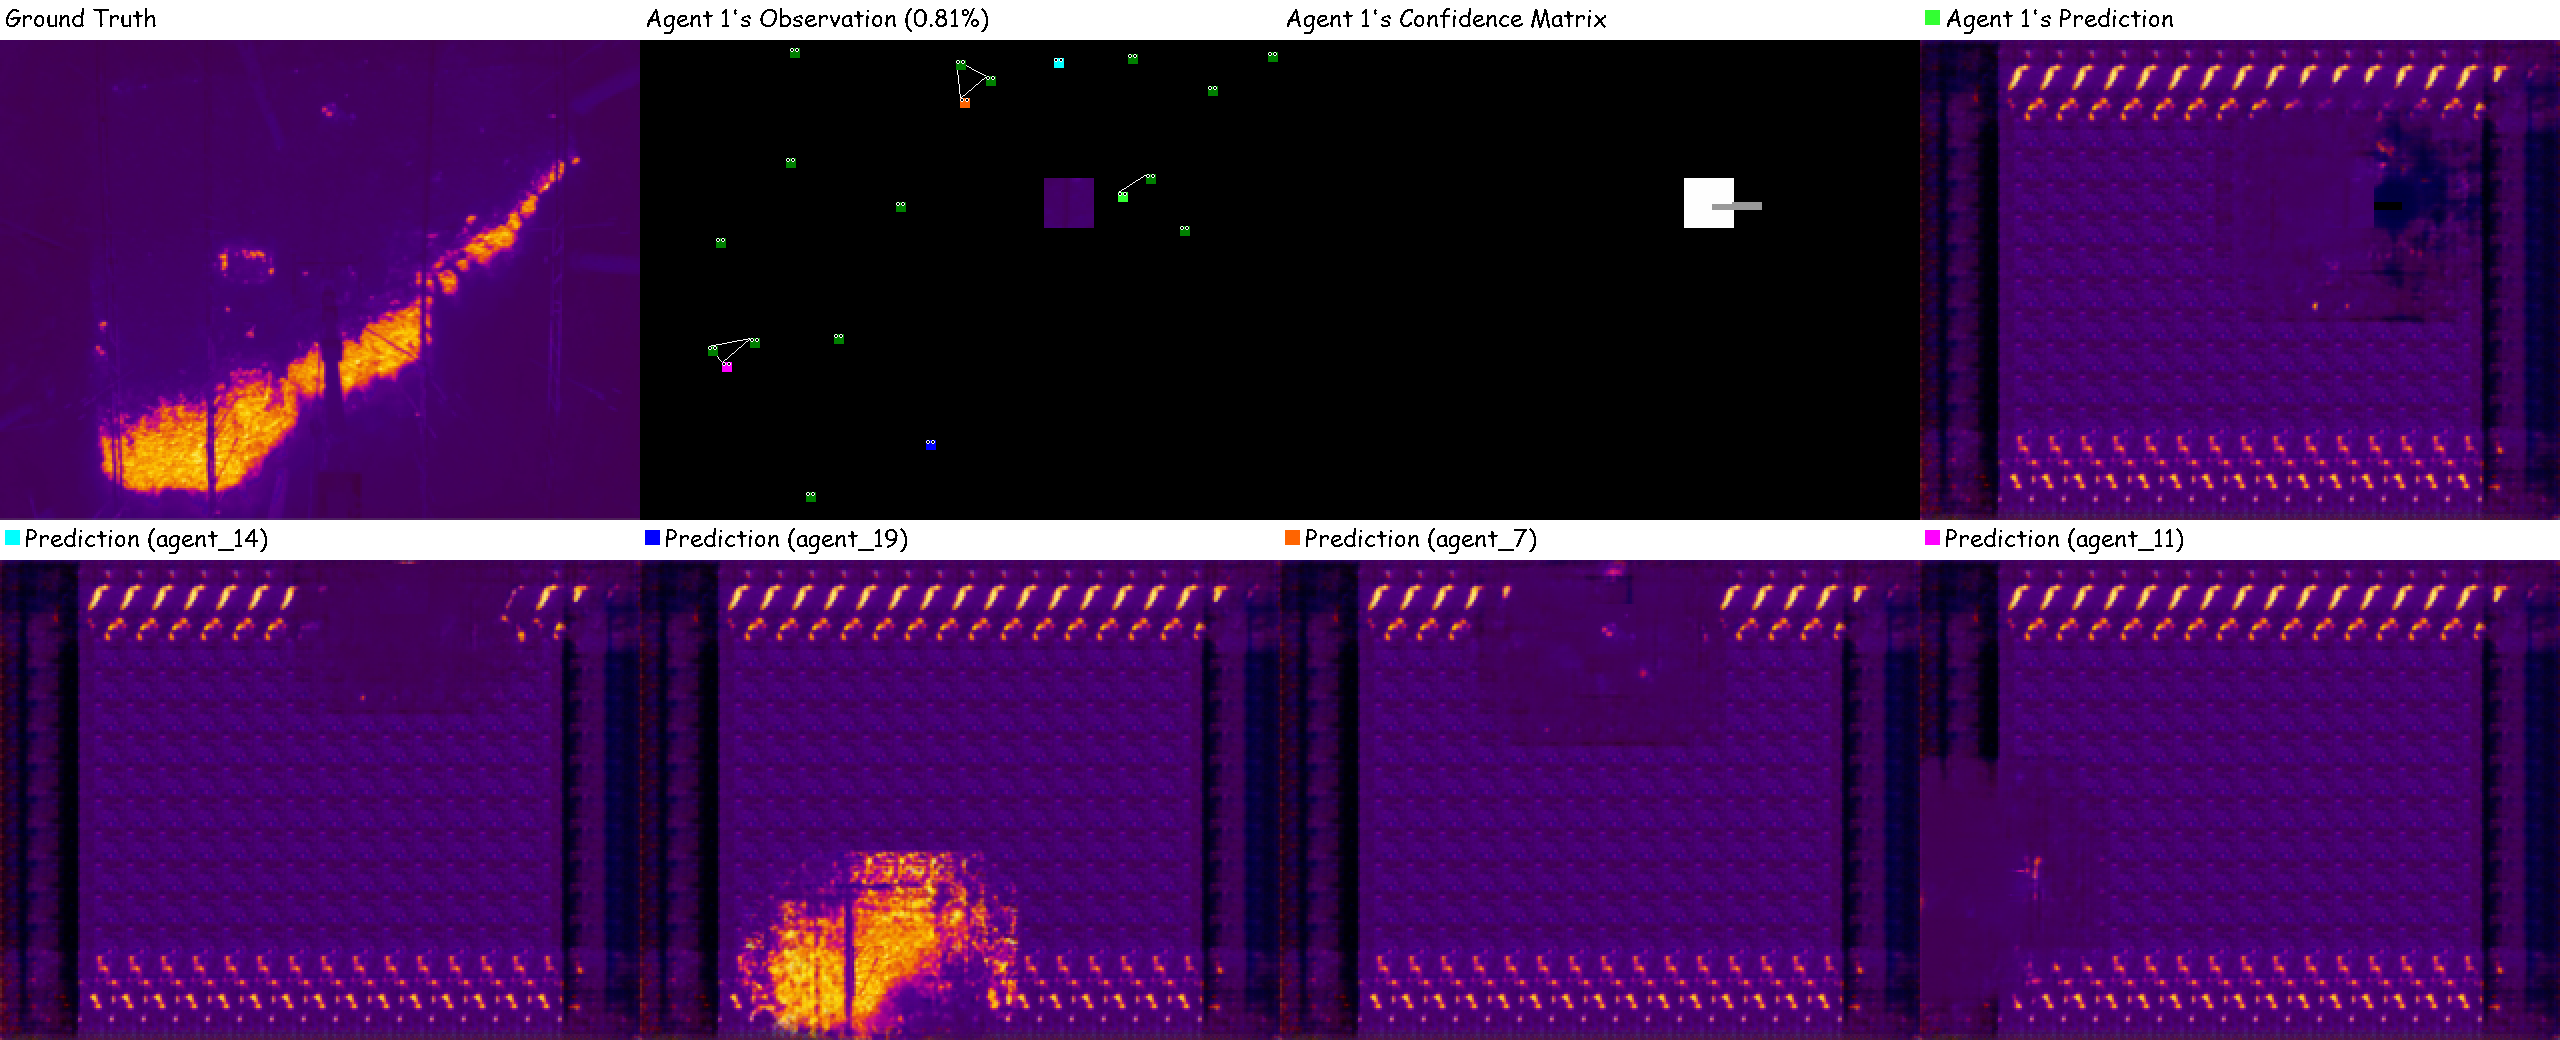 Ground Truth
Agent 1's Observation (0.81%)
Agent 1's Confidence Matrix
Agent 1's Prediction
Prediction (agent_14)
Prediction (agent_19)
Prediction (agent_7)
Prediction (agent_11)